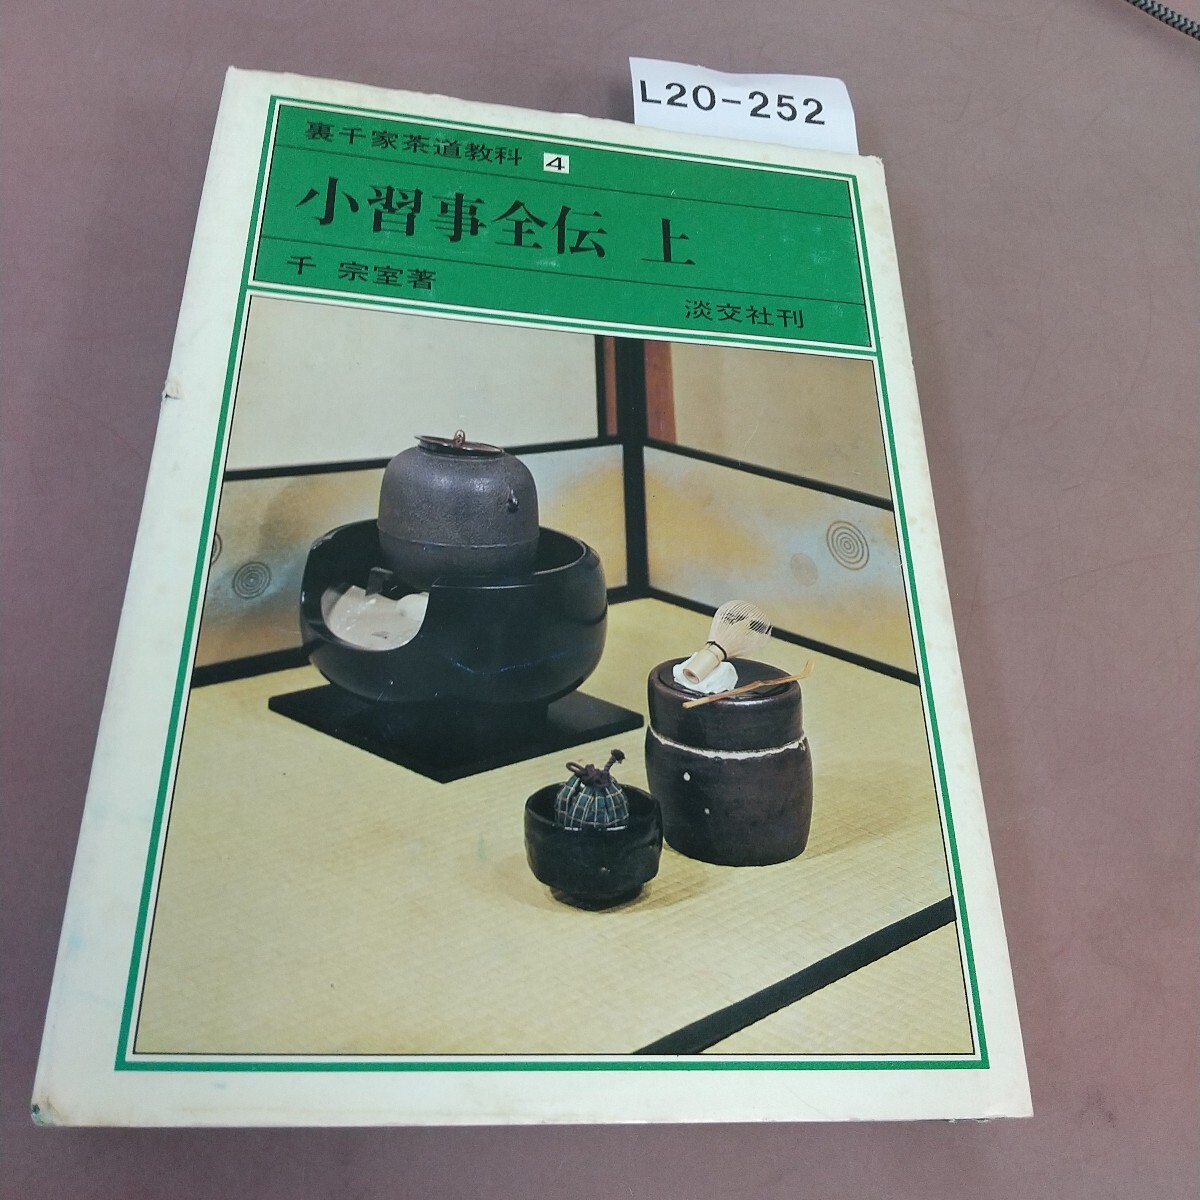 L20-252
裏千家茶道教科 4
小習事全伝 上
千 宗室著
淡交社刊